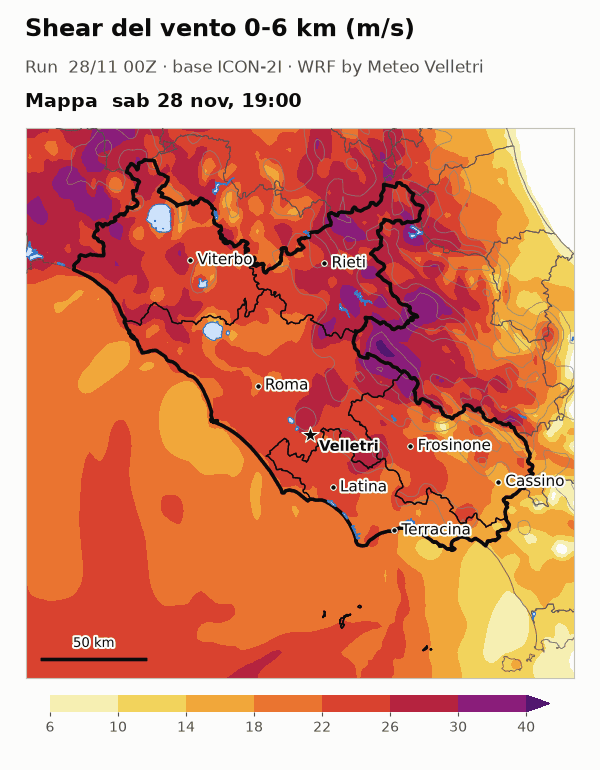 Shear del vento 0-6 km (m/s)
Run  28/11 00Z · base ICON-2I · WRF by Meteo Velletri
Mappa  sab 28 nov, 19:00
Viterbo
Rieti
Roma
Velletri
Frosinone
Cassino
Latina
Terracina
50 km
6 10 14 18 22 26 30 40